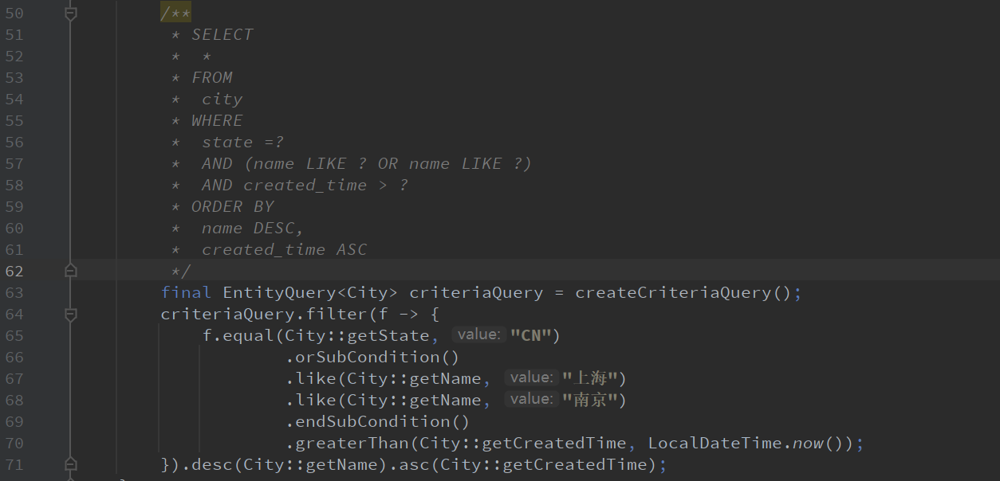 50 /**
51 * SELECT
52 *  *
53 * FROM
54 *  city
55 * WHERE
56 *  state =?
57 *  AND (name LIKE ? OR name LIKE ?)
58 *  AND created_time > ?
59 * ORDER BY
60 *  name DESC,
61 *  created_time ASC
62 */
63 final EntityQuery<City> criteriaQuery = createCriteriaQuery();
64 criteriaQuery.filter(f -> {
65     f.equal(City::getState, value: "CN")
66             .orSubCondition()
67             .like(City::getName, value: "上海")
68             .like(City::getName, value: "南京")
69             .endSubCondition()
70             .greaterThan(City::getCreatedTime, LocalDateTime.now());
71 }).desc(City::getName).asc(City::getCreatedTime);